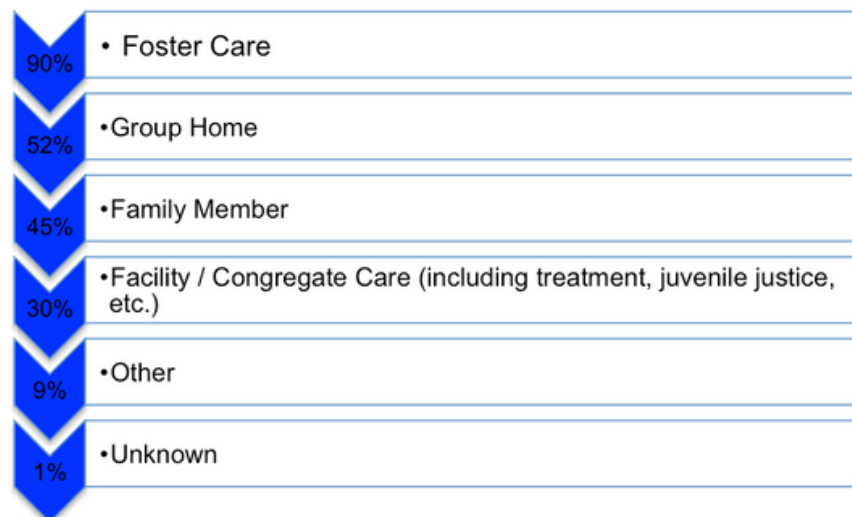 90%
• Foster Care
52%
•Group Home
45%
•Family Member
30%
•Facility / Congregate Care (including treatment, juvenile justice,
etc.)
9%
•Other
1%
•Unknown